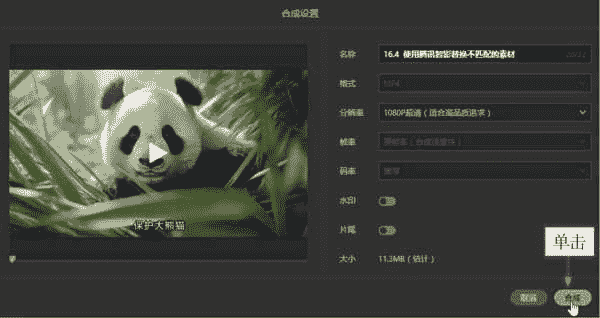 合成设置
名称
16.4 使用腾讯智影替换不匹配的素材
格式
MP4
分辨率
1080P超清（适合高品质追求）
帧率
码率
水印
片尾
保护大熊猫
大小
11.3MB（估计）
单击
取消
合成